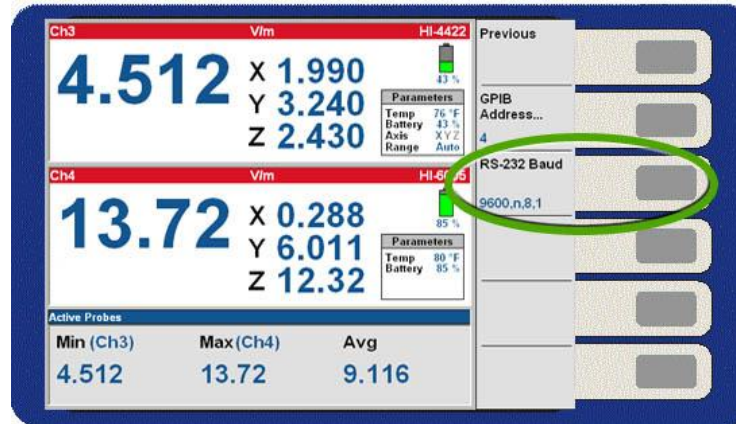 Ch3 V/m HI-4422
4.512
X 1.990
Y 3.240
Z 2.430
43 %
Parameters
Temp 76 °F
Battery 43 %
Axis XYZ
Range Auto
Ch4 V/m
13.72
X 0.288
Y 6.011
Z 12.32
85 %
Parameters
Temp 80 °F
Battery 85 %
Active Probes
Min (Ch3) Max(Ch4) Avg
4.512 13.72 9.116
Previous
GPIB
Address...
4
RS-232 Baud
9600,n,8,1